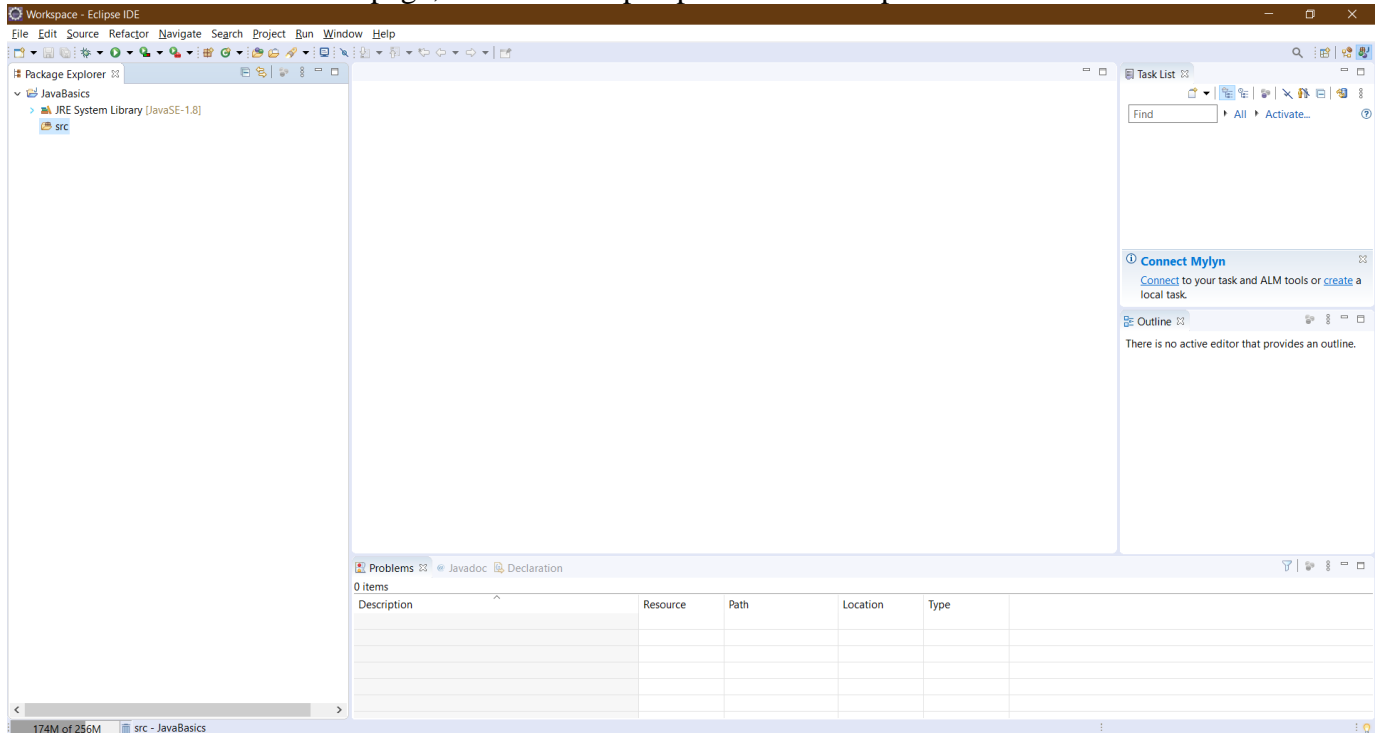 page,
Workspace - Eclipse IDE
File Edit Source Refactor Navigate Search Project Run Window Help
Package Explorer
JavaBasics
JRE System Library [JavaSE-1.8]
src
Task List
Find All Activate...
Connect Mylyn
Connect to your task and ALM tools or create a
local task.
Outline
There is no active editor that provides an outline.
Problems Javadoc Declaration
0 items
Description Resource Path Location Type
174M of 256M src - JavaBasics